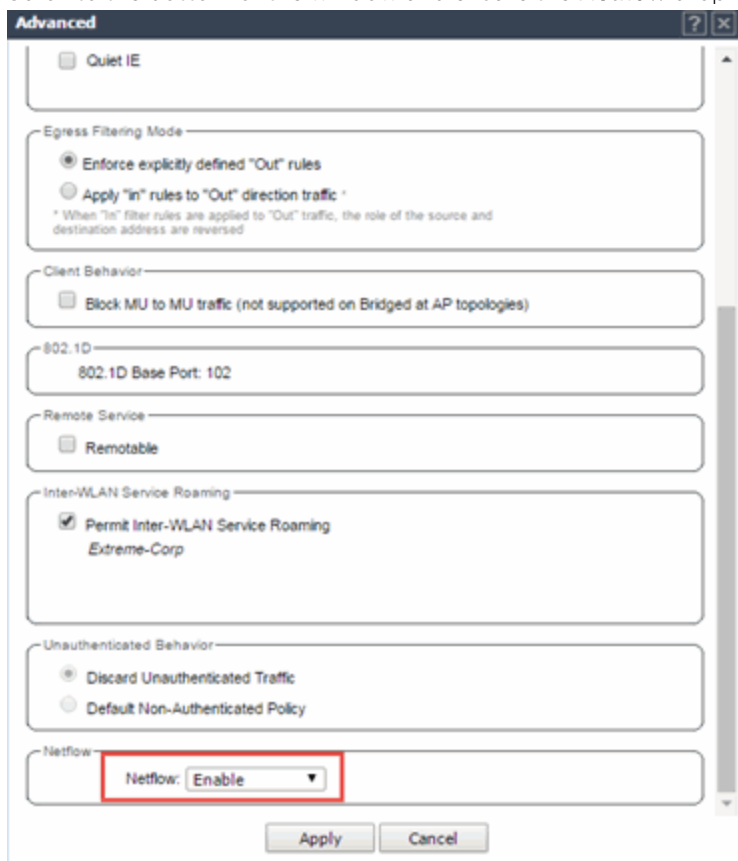 Advanced
?
Quiet IE
Egress Filtering Mode
Enforce explicitly defined "Out" rules
Apply "in" rules to "Out" direction traffic *
* When "In" filter rules are applied to "Out" traffic, the role of the source and
destination address are reversed
Client Behavior
Block MU to MU traffic (not supported on Bridged at AP topologies)
802.1D
802.1D Base Port: 102
Remote Service
Remotable
Inter-WLAN Service Roaming
Permit Inter-WLAN Service Roaming
Extreme-Corp
Unauthenticated Behavior
Discard Unauthenticated Traffic
Default Non-Authenticated Policy
Netflow
Netflow: Enable
Apply Cancel